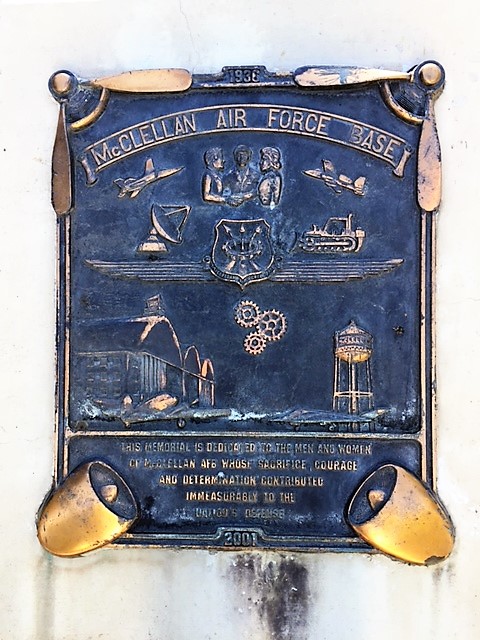 1936
McCLELLAN AIR FORCE BASE
THIS MEMORIAL IS DEDICATED TO THE MEN AND WOMEN
OF McCLELLAN AFB WHOSE SACRIFICE, COURAGE
AND DETERMINATION CONTRIBUTED
IMMEASURABLY TO THE
NATION'S DEFENSE
2001